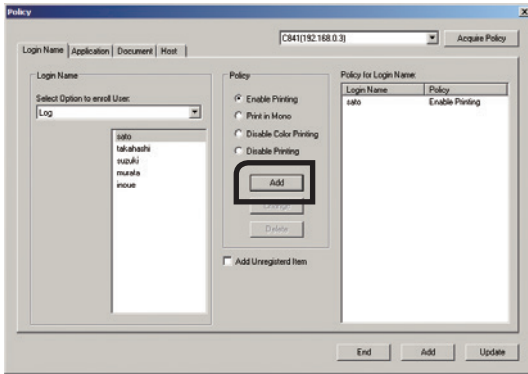 Policy
C841(192.168.0.3)
Acquire Policy
Login Name
Application
Document
Host
Login Name
Select Option to enroll User:
Log
sato
takahashi
suzuki
murata
inoue
Policy
Enable Printing
Print in Mono
Disable Color Printing
Disable Printing
Add
Change
Delete
Add Unregisterd Item
Policy for Login Name:
Login Name Policy
sato Enable Printing
End
Add
Update